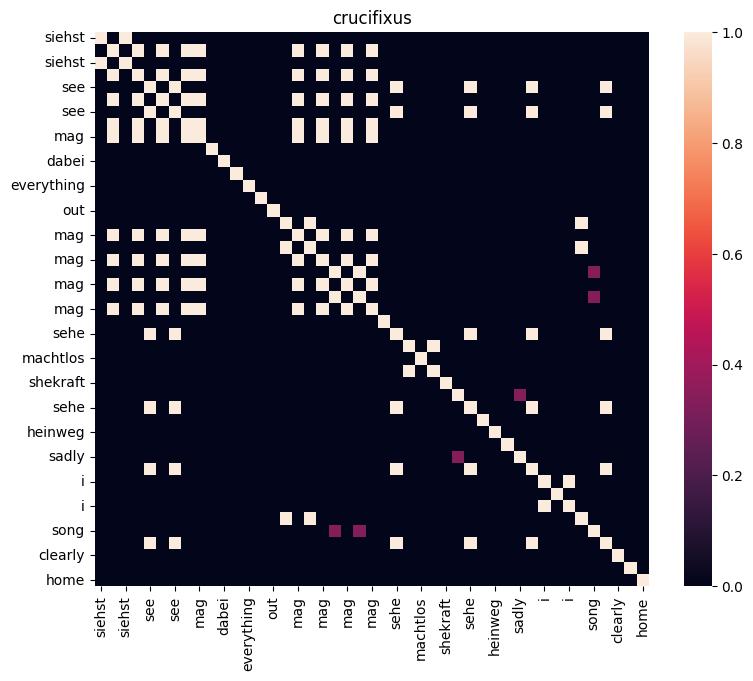 crucifixus
siehst
siehst
see
see
mag
dabei
everything
out
mag
mag
mag
mag
sehe
machtlos
shekraft
sehe
heinweg
sadly
i
i
song
clearly
home
1.0
0.8
0.6
0.4
0.2
0.0
siehst
siehst
see
see
mag
dabei
everything
out
mag
mag
mag
mag
sehe
machtlos
shekraft
sehe
heinweg
sadly
i
i
song
clearly
home